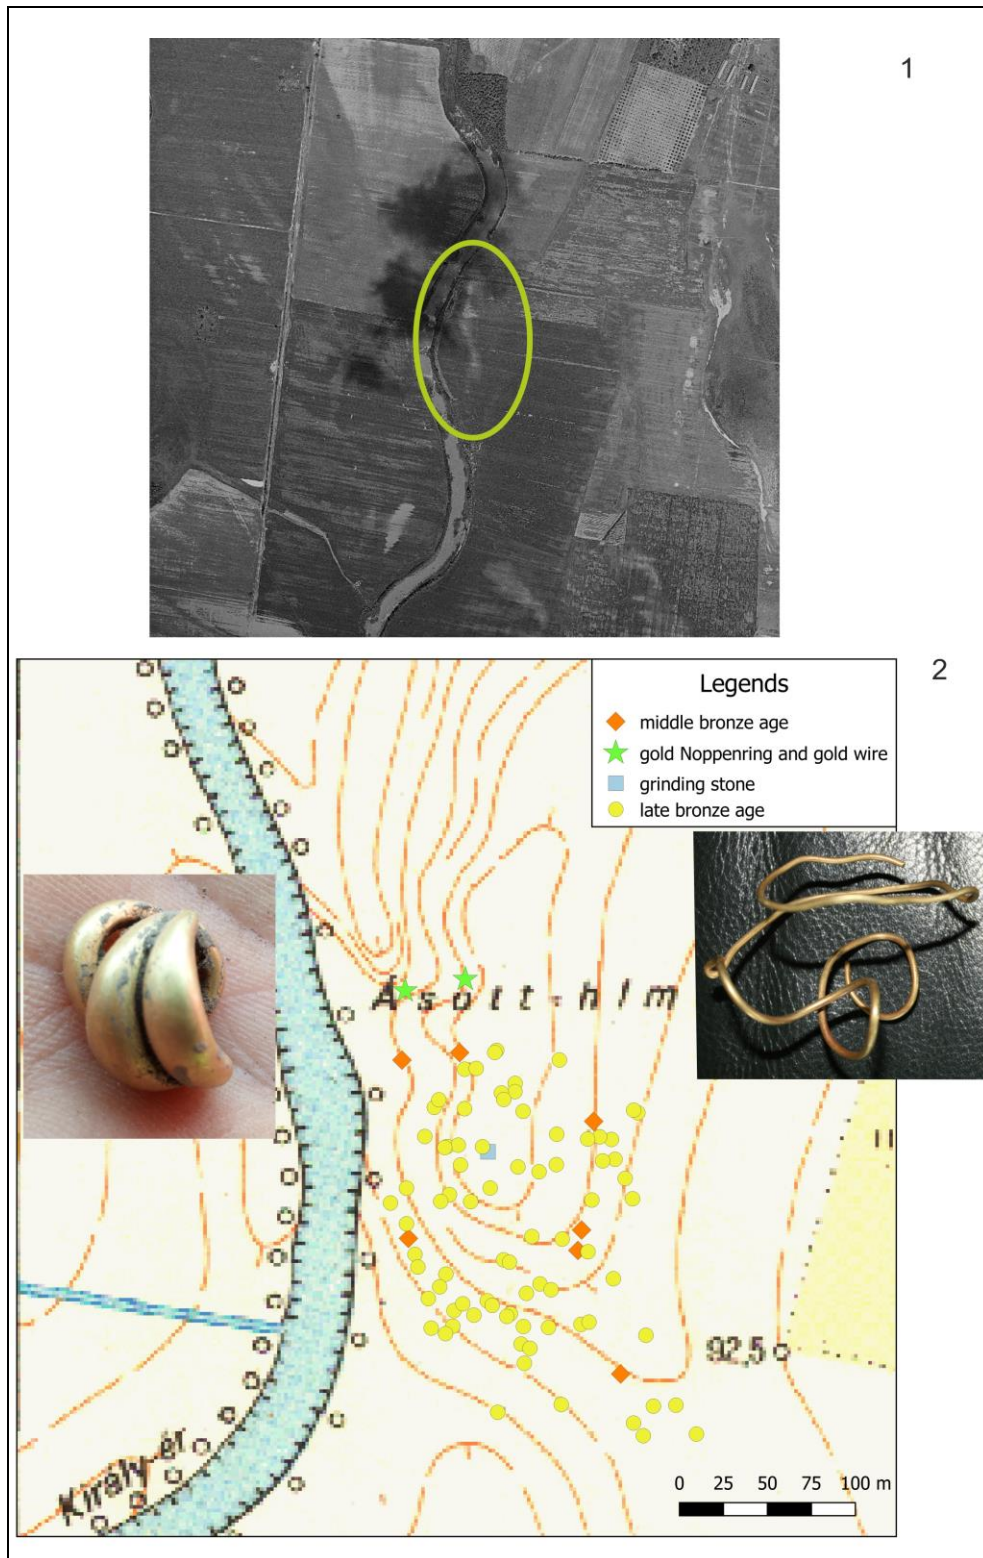 1
2
Legends
middle bronze age
gold Noppenring and gold wire
grinding stone
late bronze age
Ásott-hlm
92,5
Király-ér
0 25 50 75 100 m